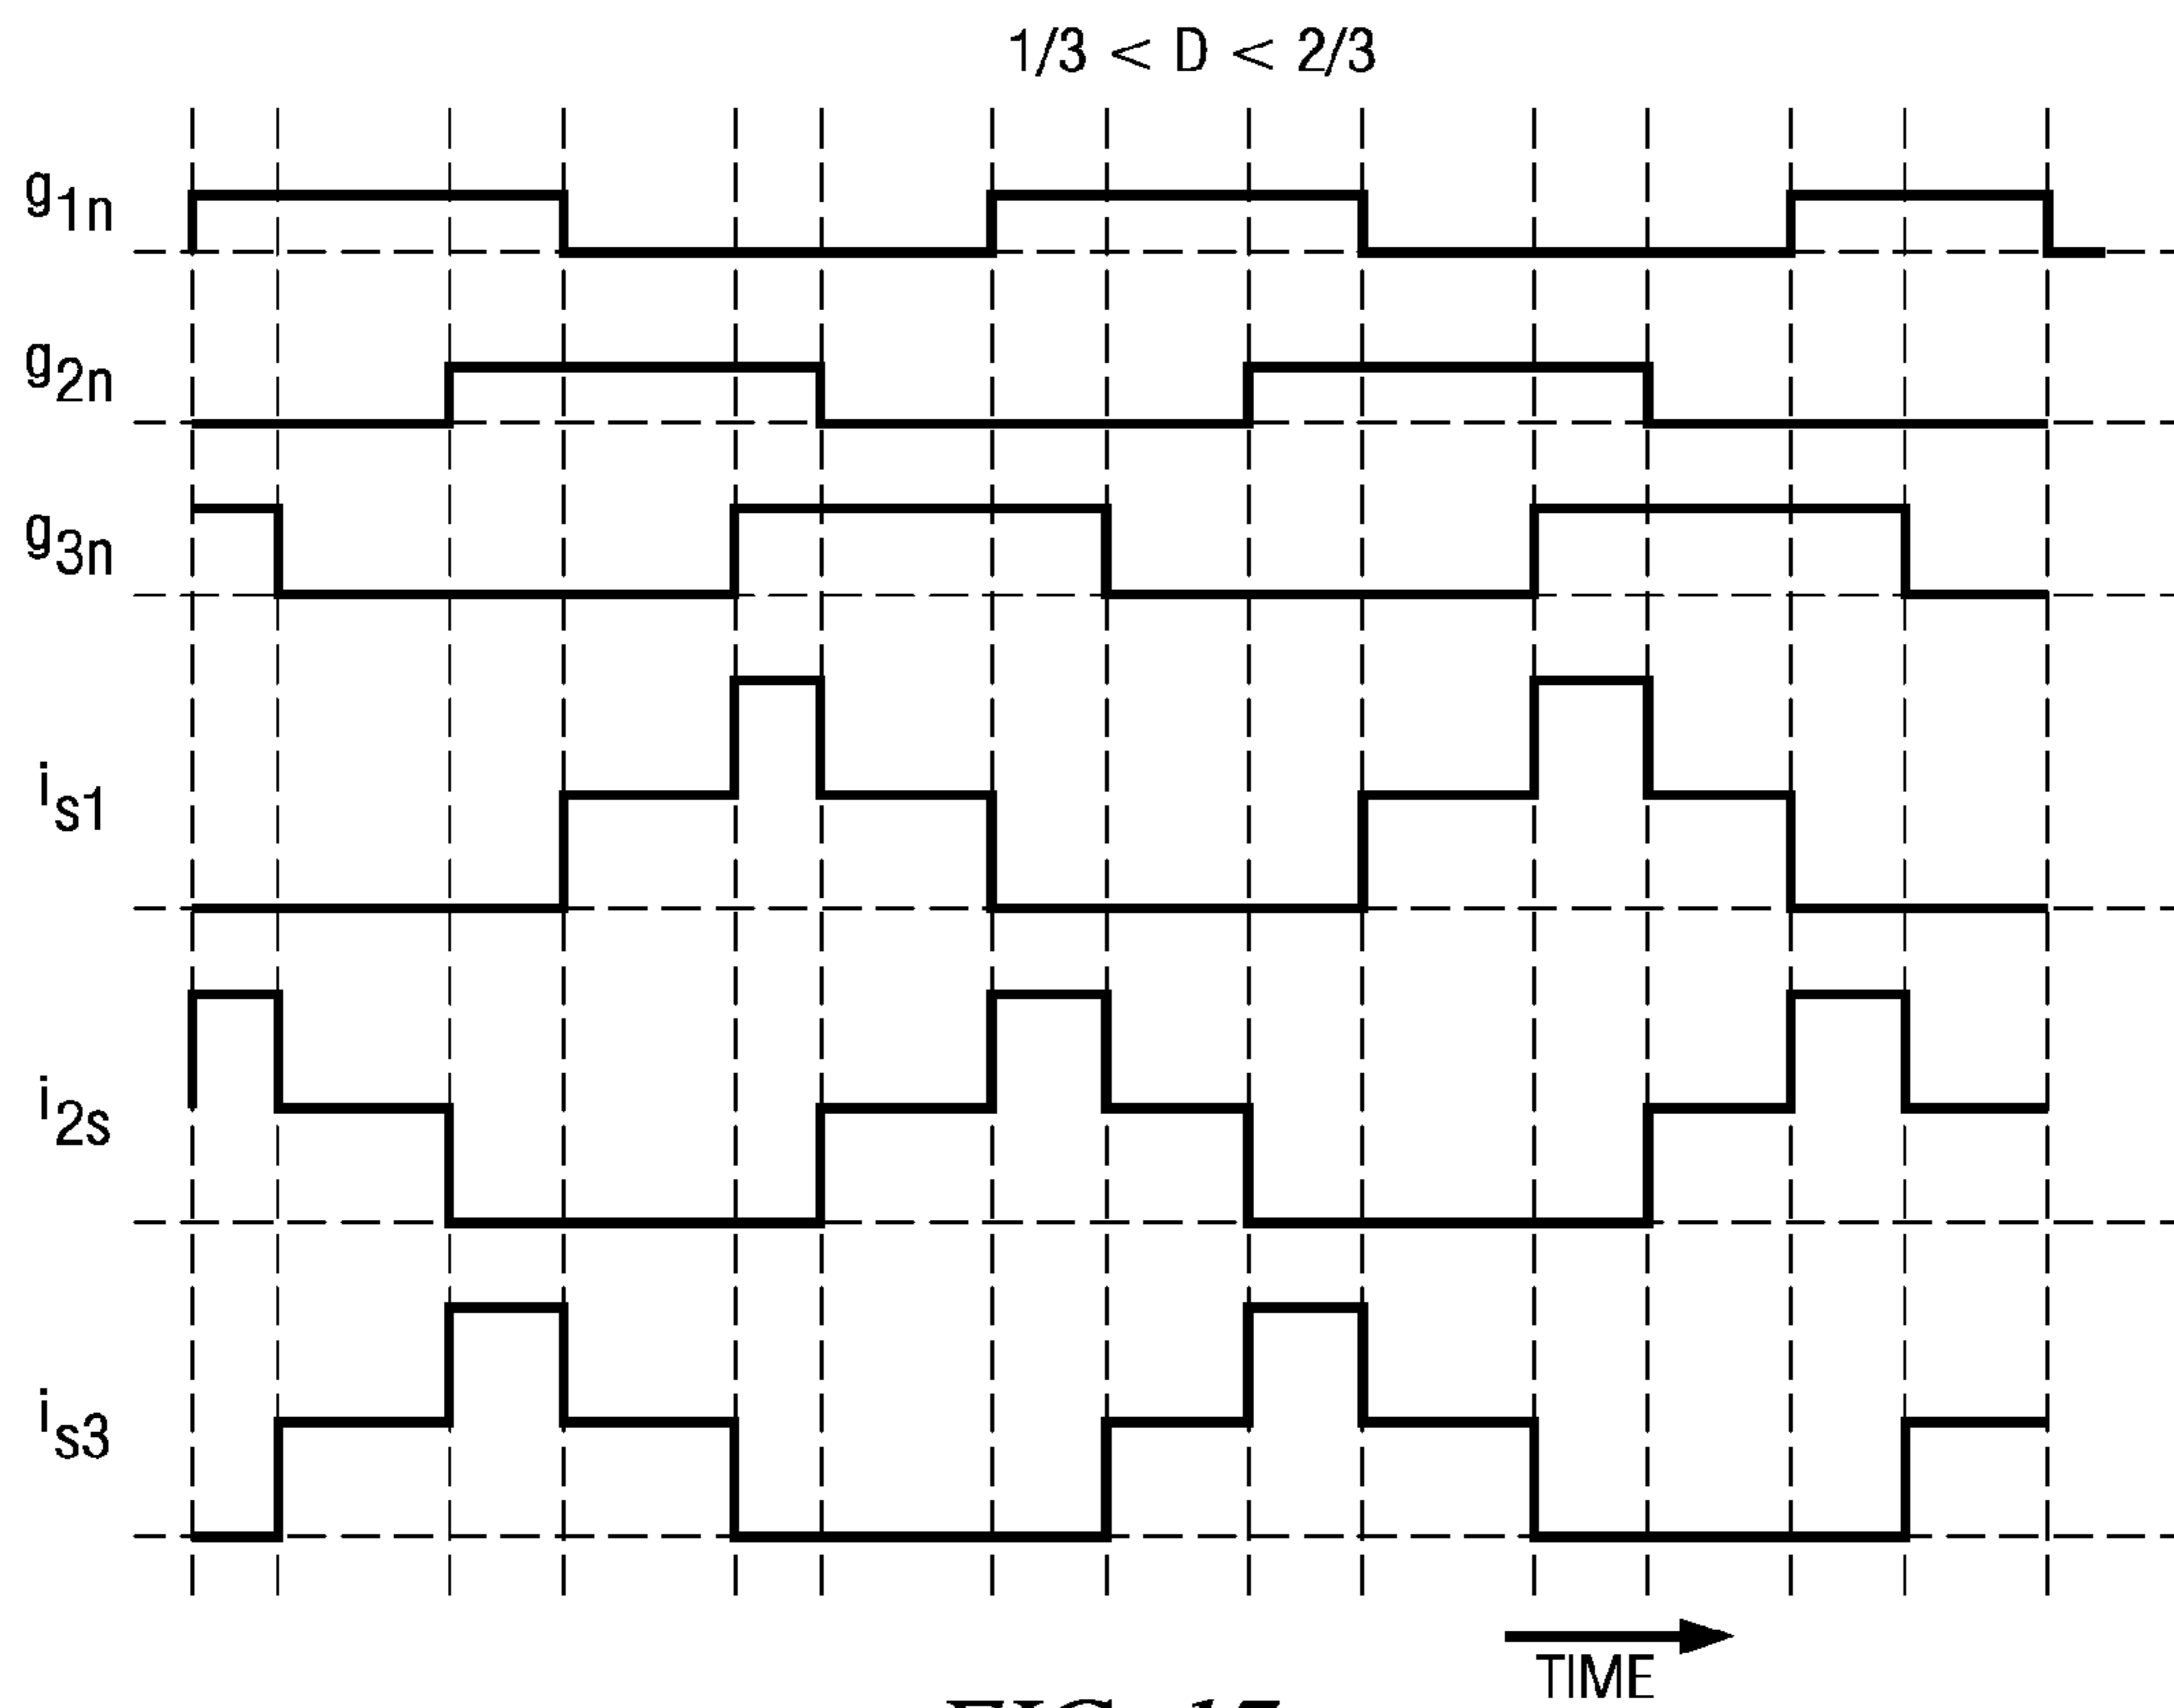 1/3 < D < 2/3
g1n
g2n
g3n
is1
i2s
is3
TIME